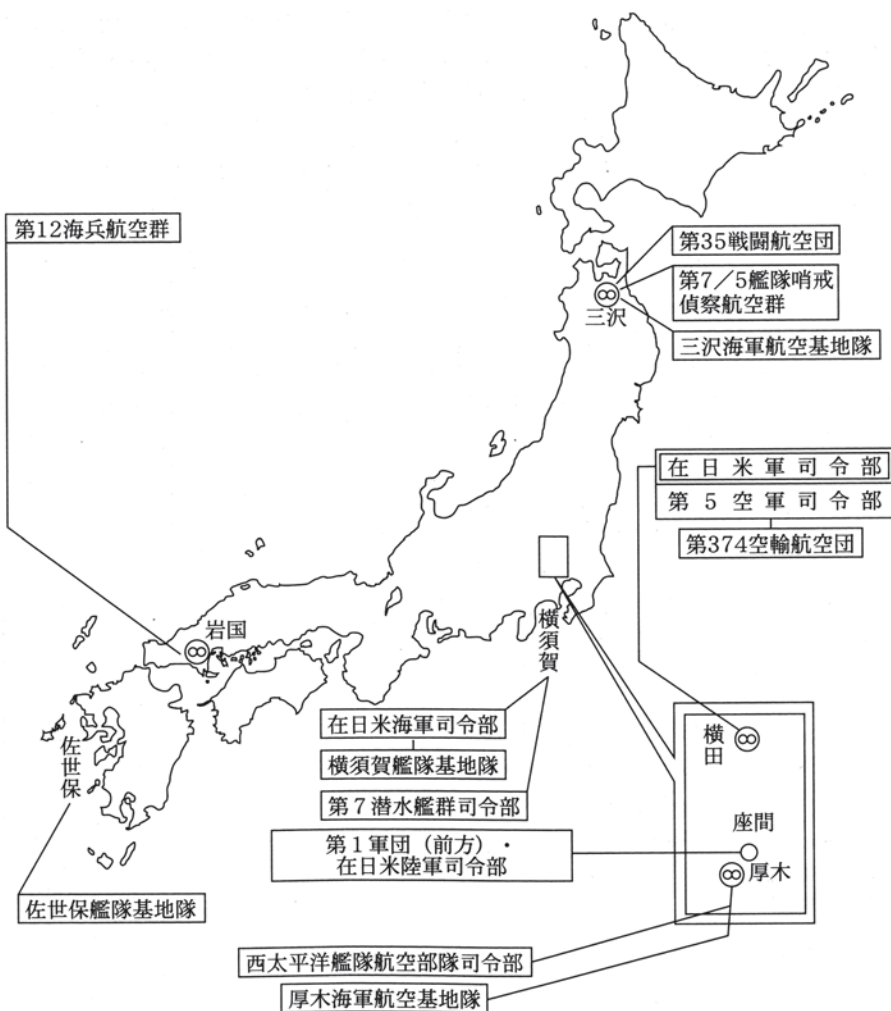 第12海兵航空群
第35戦闘航空団
第7／5艦隊哨戒
偵察航空群
三沢
三沢海軍航空基地隊
在日米軍司令部
第5空軍司令部
第374空輸航空団
岩国
横須賀
在日米海軍司令部
横須賀艦隊基地隊
第7潜水艦群司令部
第1軍団（前方）・
在日米陸軍司令部
佐世保
佐世保艦隊基地隊
横田
座間
厚木
西太平洋艦隊航空部隊司令部
厚木海軍航空基地隊